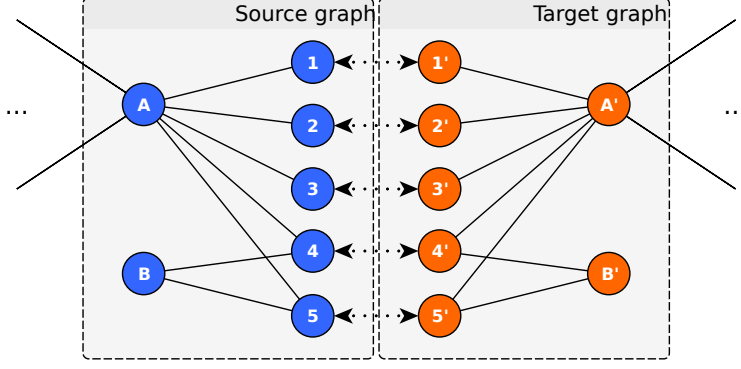 Source graph Target graph
1 1'
A A'
... ..
2 2'
3 3'
4 4'
B B'
5 5'